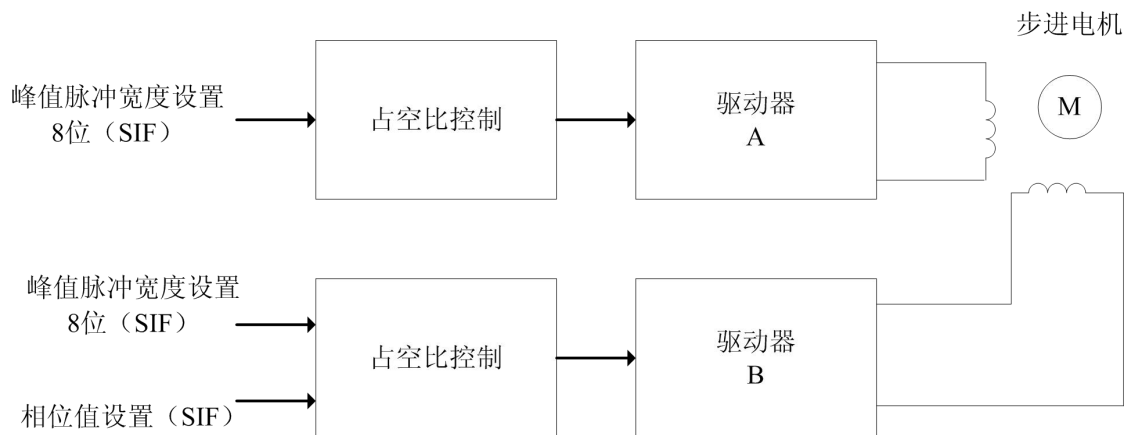 步进电机
峰值脉冲宽度设置
8位（SIF）
占空比控制
驱动器
A
M
峰值脉冲宽度设置
8位（SIF）
相位值设置（SIF）
占空比控制
驱动器
B